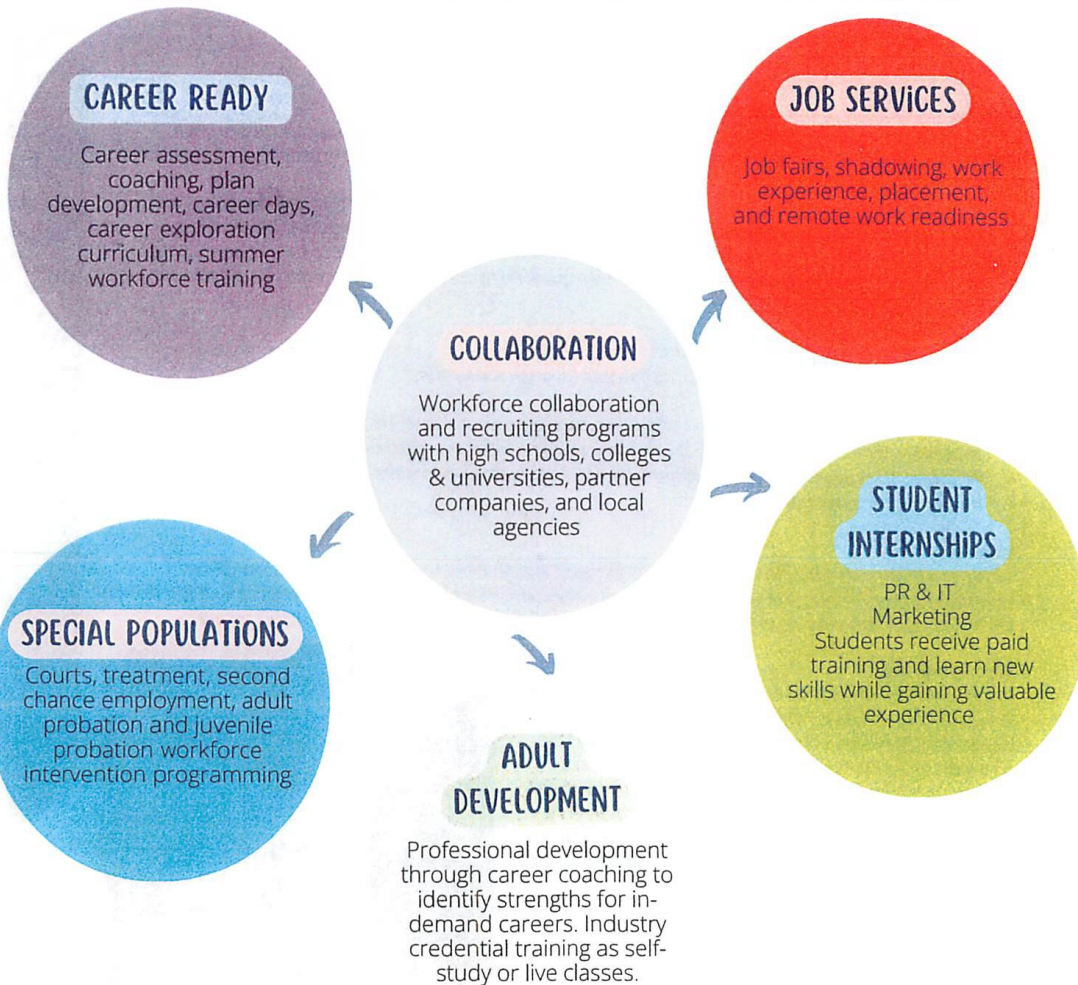 CAREER READY
Career assessment,
coaching, plan
development, career days,
career exploration
curriculum, summer
workforce training
JOB SERVICES
Job fairs, shadowing, work
experience, placement,
and remote work readiness
COLLABORATION
Workforce collaboration
and recruiting programs
with high schools, colleges
& universities, partner
companies, and local
agencies
STUDENT
INTERNSHIPS
PR & IT
Marketing
Students receive paid
training and learn new
skills while gaining valuable
experience
SPECIAL POPULATIONS
Courts, treatment, second
chance employment, adult
probation and juvenile
probation workforce
intervention programming
ADULT
DEVELOPMENT
Professional development
through career coaching to
identify strengths for in-
demand careers. Industry
credential training as self-
study or live classes.